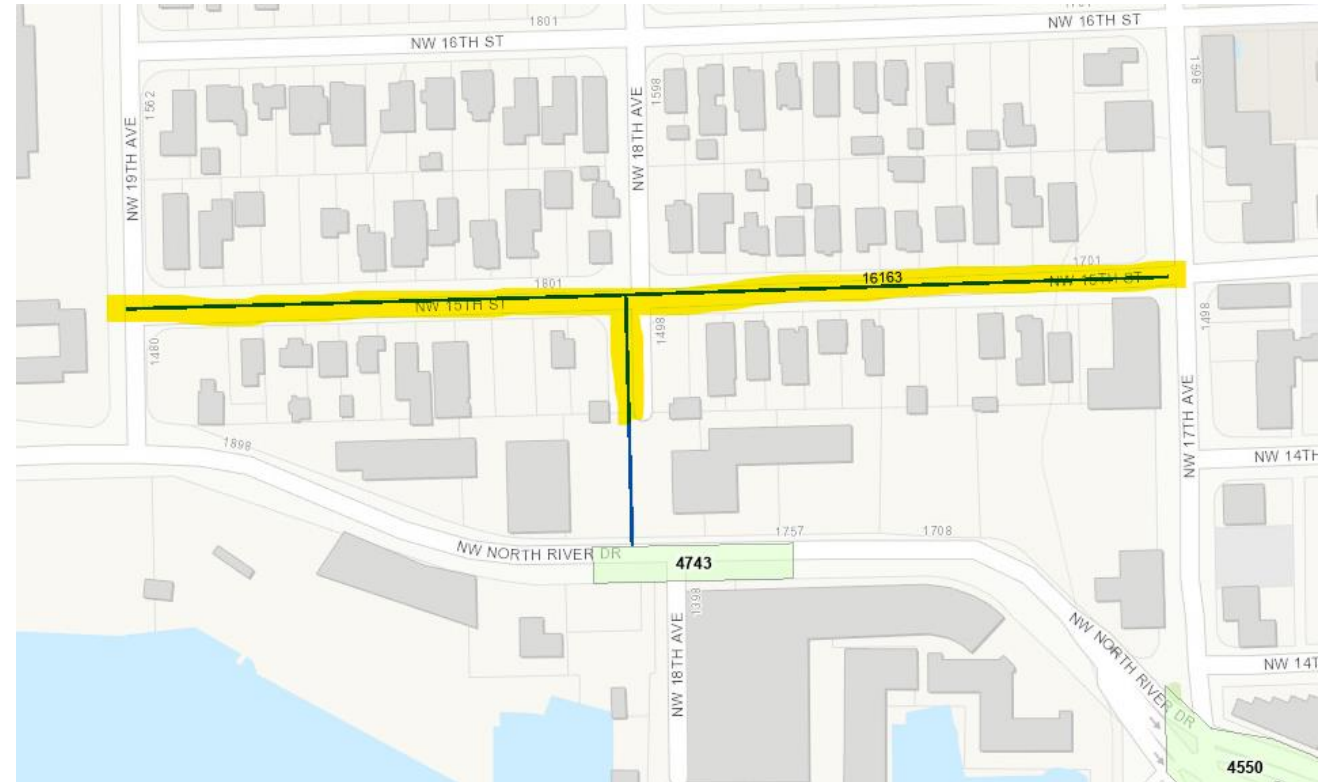 1801
NW 16TH ST
NW 16TH ST
1562
1598
1598
NW 19TH AVE
NW 18TH AVE
1801
16163
1701
NW 15TH ST
NW 15TH ST
1480
1498
1498
NW 17TH AVE
1898
NW 14TH
1757
1708
NW NORTH RIVER DR
4743
1398
NW 18TH AVE
NW NORTH RIVER DR
NW 14T
4550